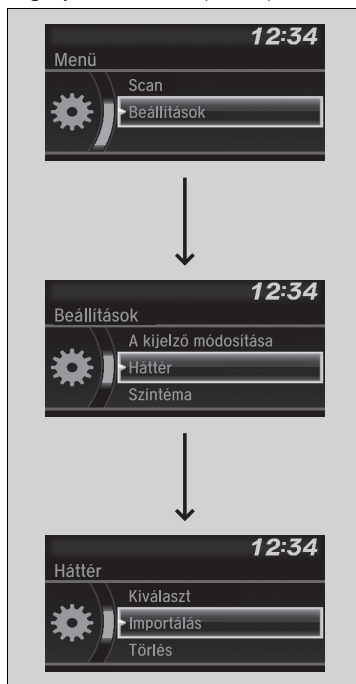 12:34
Menü
Scan
Beállítások
12:34
Beállítások
A kijelző módosítása
Háttér
Színtéma
12:34
Háttér
Kiválaszt
Importálás
Törlés